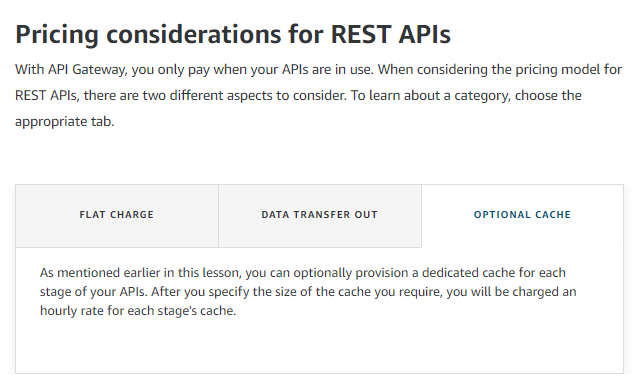 Pricing considerations for REST APIs
With API Gateway, you only pay when your APIs are in use. When considering the pricing model for
REST APIs, there are two different aspects to consider. To learn about a category, choose the
appropriate tab.
FLAT CHARGE
DATA TRANSFER OUT
OPTIONAL CACHE
As mentioned earlier in this lesson, you can optionally provision a dedicated cache for each
stage of your APIs. After you specify the size of the cache you require, you will be charged an
hourly rate for each stage's cache.